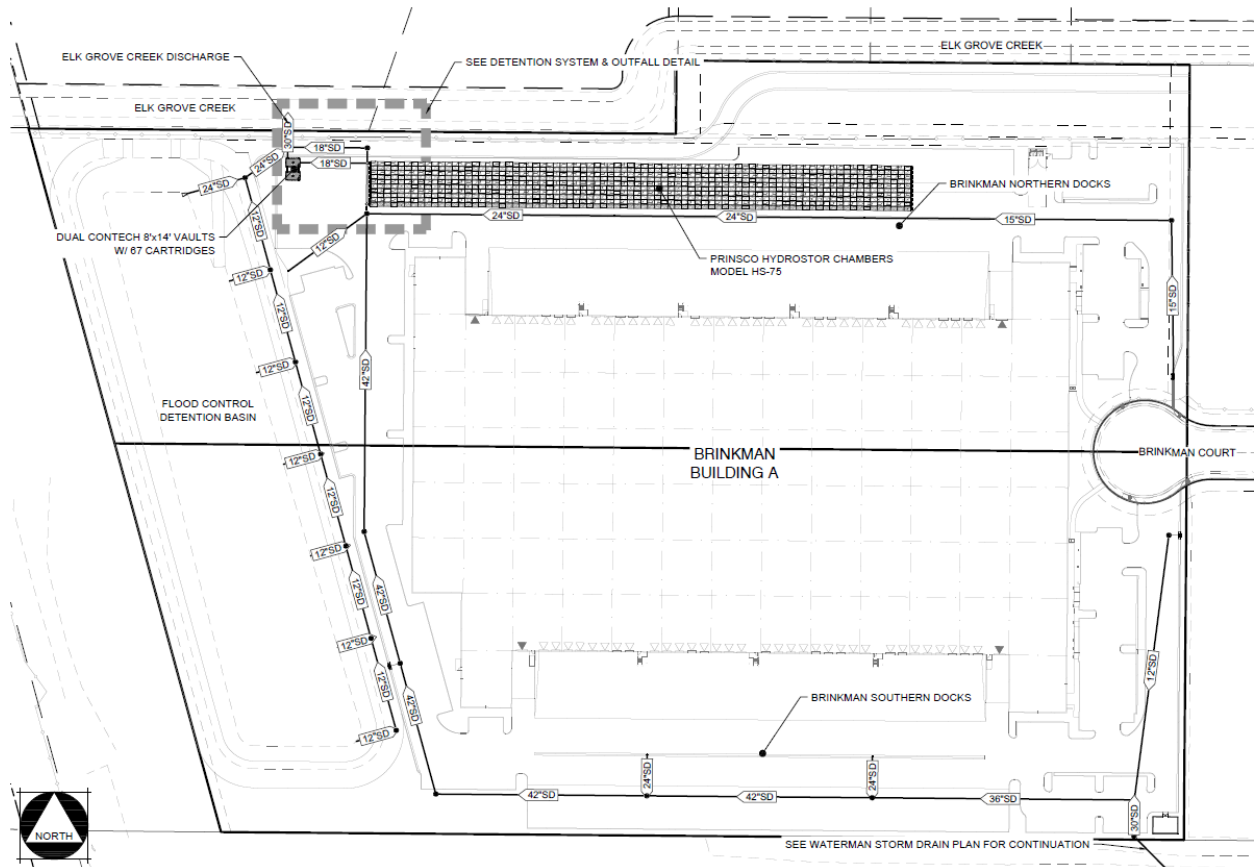 ELK GROVE CREEK
ELK GROVE CREEK DISCHARGE
SEE DETENTION SYSTEM & OUTFALL DETAIL
ELK GROVE CREEK
30"SD
18"SD
24"SD
18"SD
24"SD
BRINKMAN NORTHERN DOCKS
12"SD
24"SD
24"SD
15"SD
DUAL CONTECH 8'x14' VAULTS
W/ 67 CARTRIDGES
12"SD
PRINSCO HYDROSTOR CHAMBERS
MODEL HS-75
12"SD
15"SD
12"SD
12"SD
42"SD
FLOOD CONTROL
DETENTION BASIN
12"SD
BRINKMAN
BUILDING A
BRINKMAN COURT
12"SD
12"SD
12"SD
42"SD
12"SD
12"SD
12"SD
12"SD
42"SD
BRINKMAN SOUTHERN DOCKS
12"SD
24"SD
24"SD
42"SD
42"SD
36"SD
30"SD
NORTH
SEE WATERMAN STORM DRAIN PLAN FOR CONTINUATION